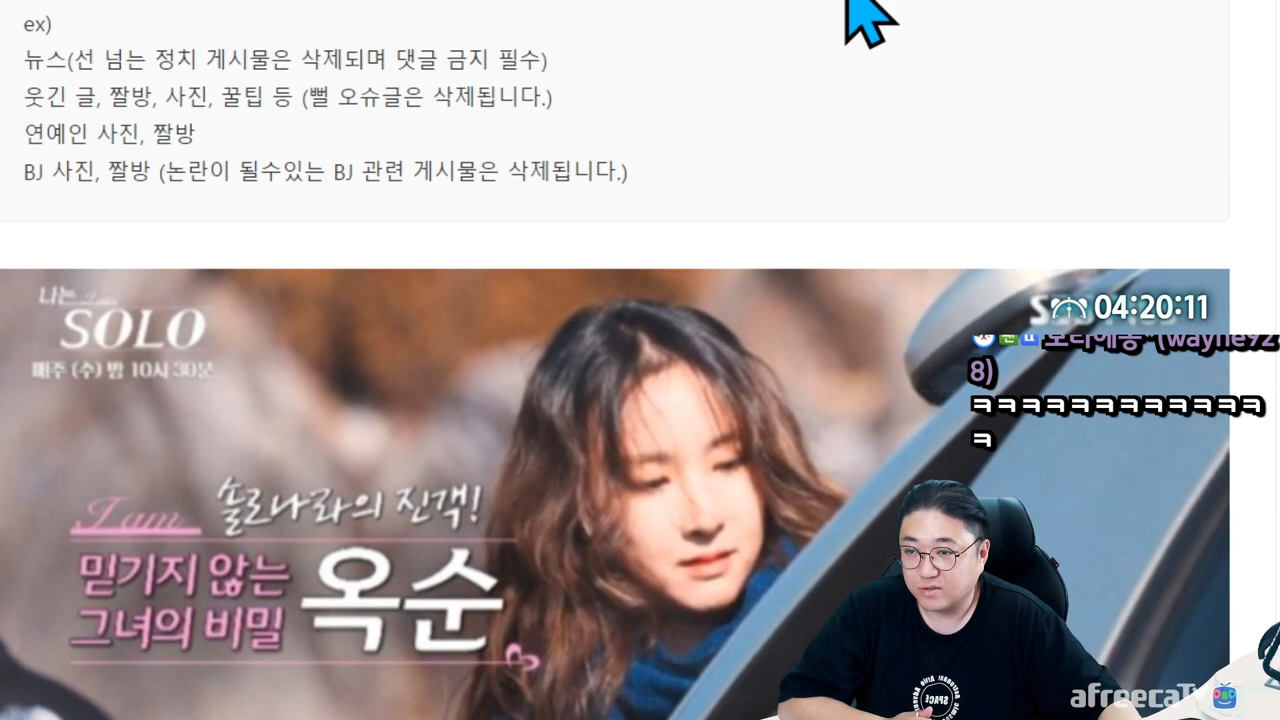 ex)
뉴스(선 넘는 정치 게시물은 삭제되며 댓글 금지 필수)
웃긴 글, 짤방, 사진, 꿀팁 등 (뻘 오슈글은 삭제됩니다.)
연예인 사진, 짤방
BJ 사진, 짤방 (논란이 될수있는 BJ 관련 게시물은 삭제됩니다.)
나는
SOLO
매주 (수) 밤 10시 30분
04:20:11
(wayne92
8)
ㅋㅋㅋㅋㅋㅋㅋㅋㅋㅋㅋㅋ
ㅋ
I am
솔로나라의 진객!
믿기지 않는
그녀의 비밀
옥순
SPACE
afreecaTV